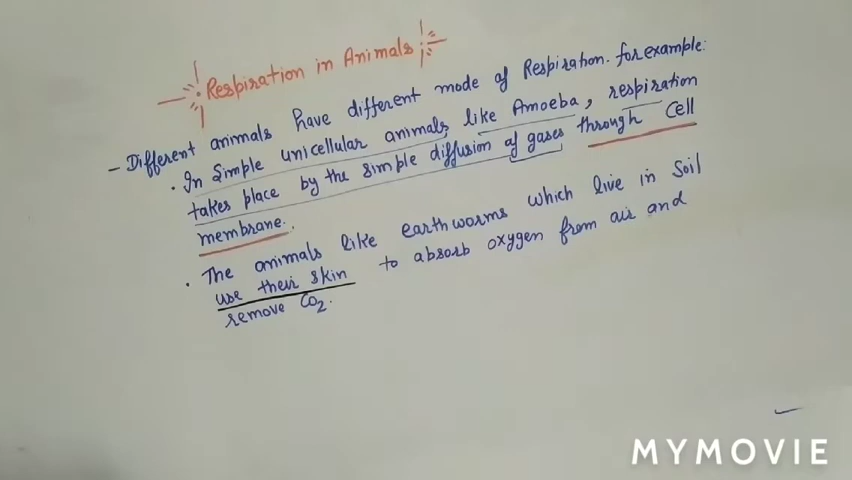 Respiration in Animals
- Different animals have different mode of Respiration. for example:
• In Simple unicellular animals like Amoeba, respiration
takes place by the simple diffusion of gases through Cell
membrane.
• The animals like earthworms which live in Soil
use their skin to absorb oxygen from air and
remove CO2.
MYMOVIE